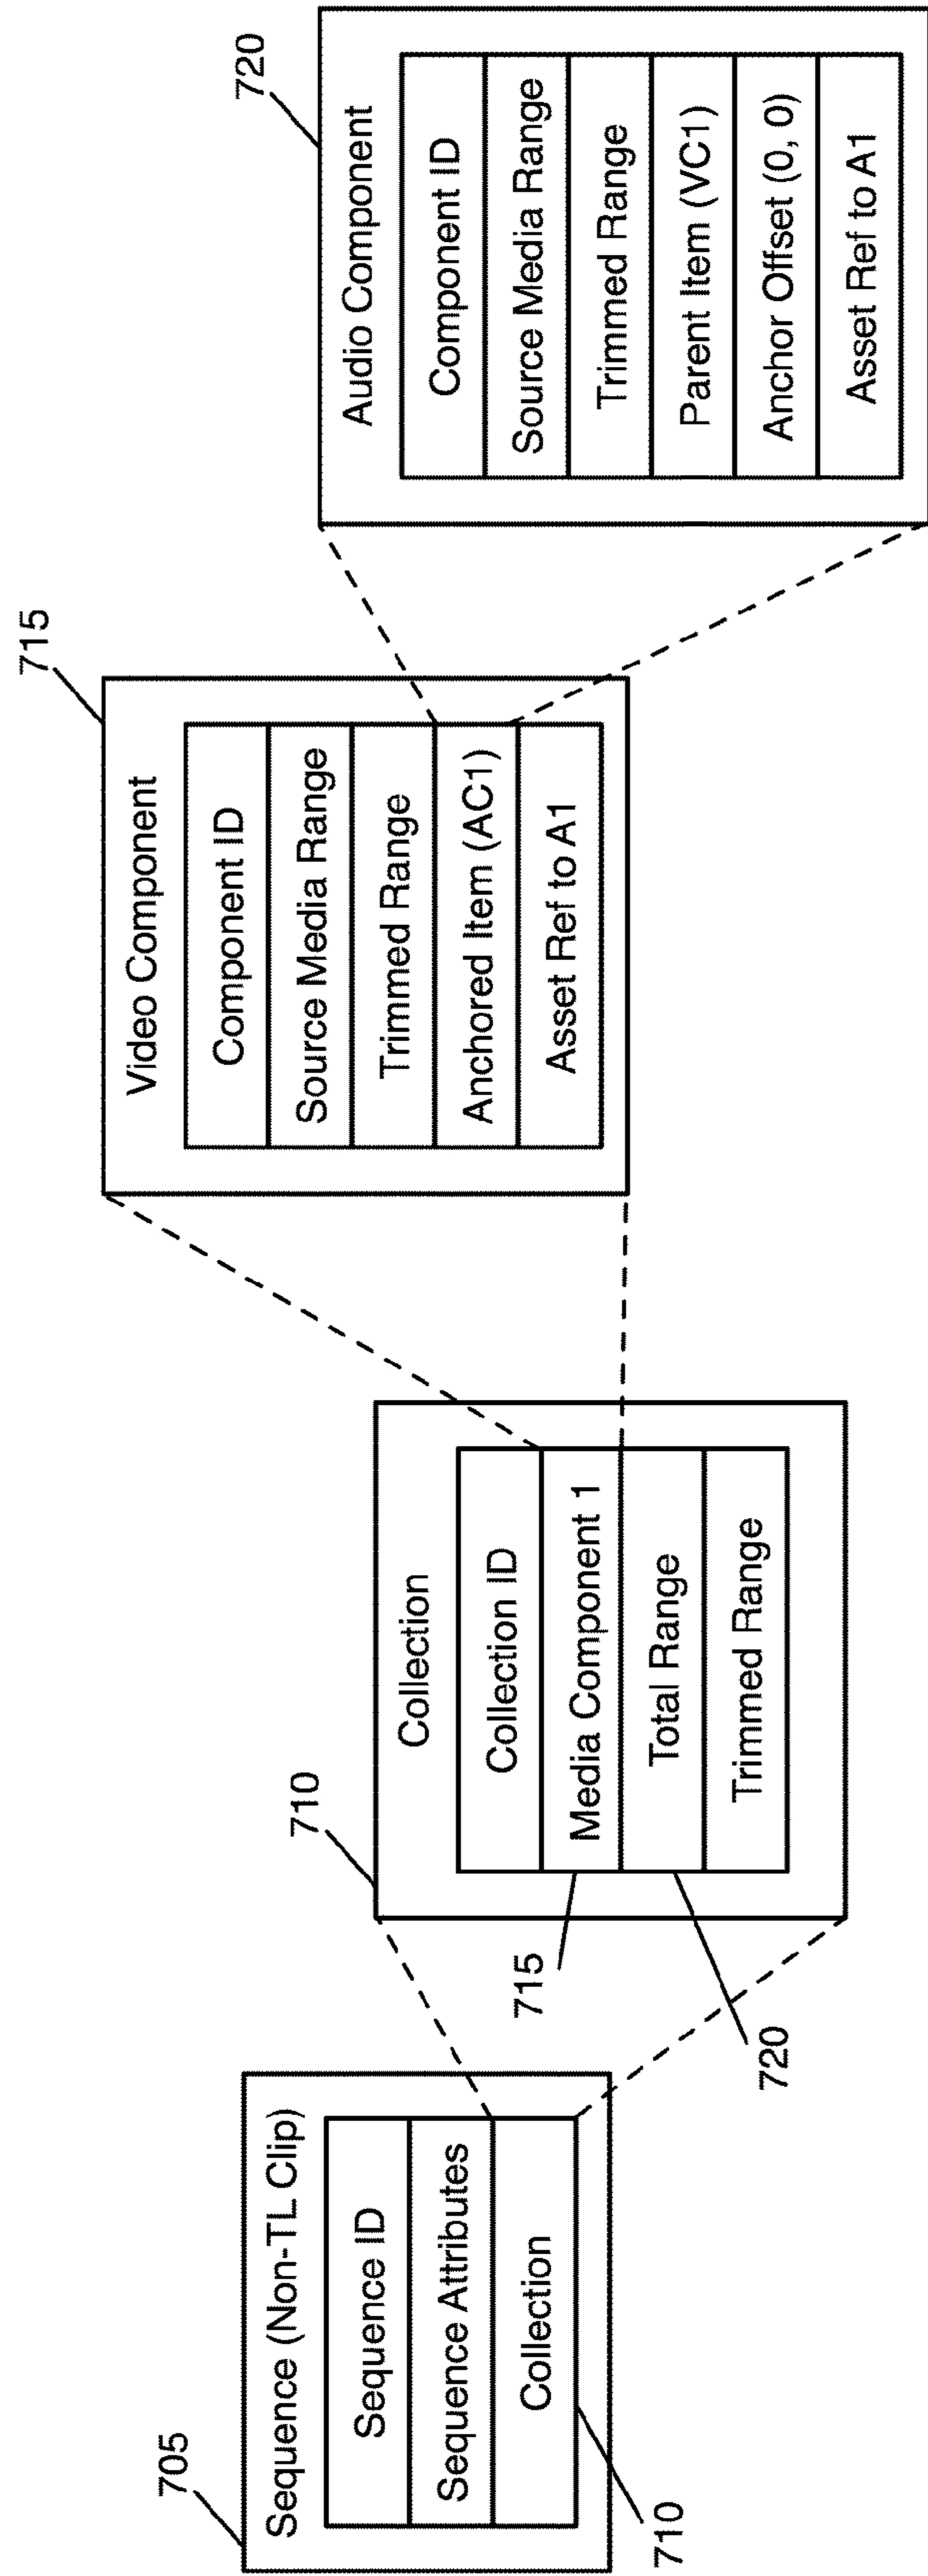 705
Sequence (Non-TL Clip)
Sequence ID
Sequence Attributes
Collection
710
710
Collection
Collection ID
Media Component 1
Total Range
Trimmed Range
715
720
715
Video Component
Component ID
Source Media Range
Trimmed Range
Anchored Item (AC1)
Asset Ref to A1
720
Audio Component
Component ID
Source Media Range
Trimmed Range
Parent Item (VC1)
Anchor Offset (0, 0)
Asset Ref to A1